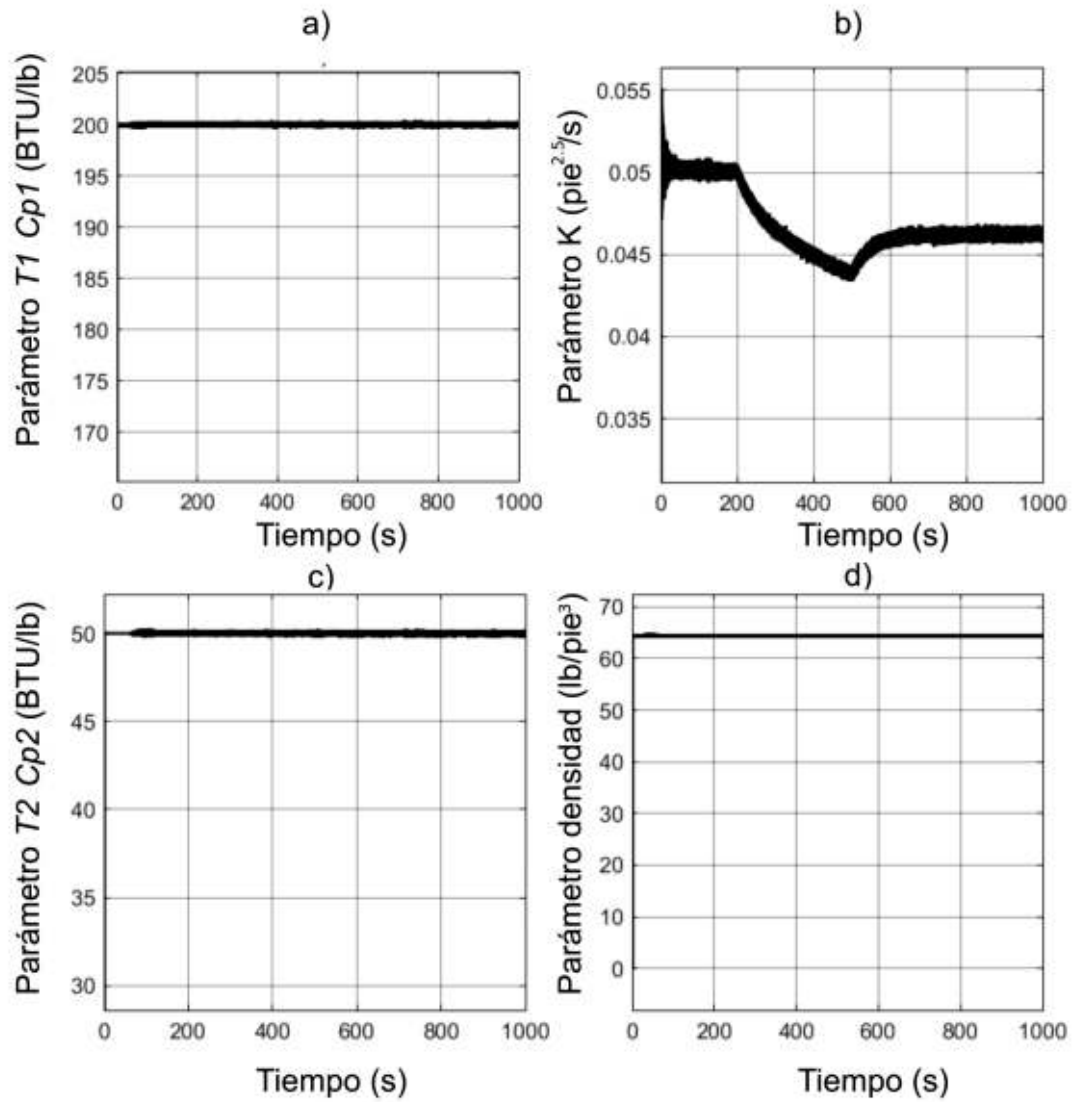 a)
Parámetro T1 Cp1 (BTU/lb)
205
200
195
190
185
180
175
170
0 200 400 600 800 1000
Tiempo (s)
b)
Parámetro K (pie^2.5/s)
0.055
0.05
0.045
0.04
0.035
0 200 400 600 800 1000
Tiempo (s)
c)
Parámetro T2 Cp2 (BTU/lb)
50
45
40
35
30
0 200 400 600 800 1000
Tiempo (s)
d)
Parámetro densidad (lb/pie³)
70
60
50
40
30
20
10
0
0 200 400 600 800 1000
Tiempo (s)